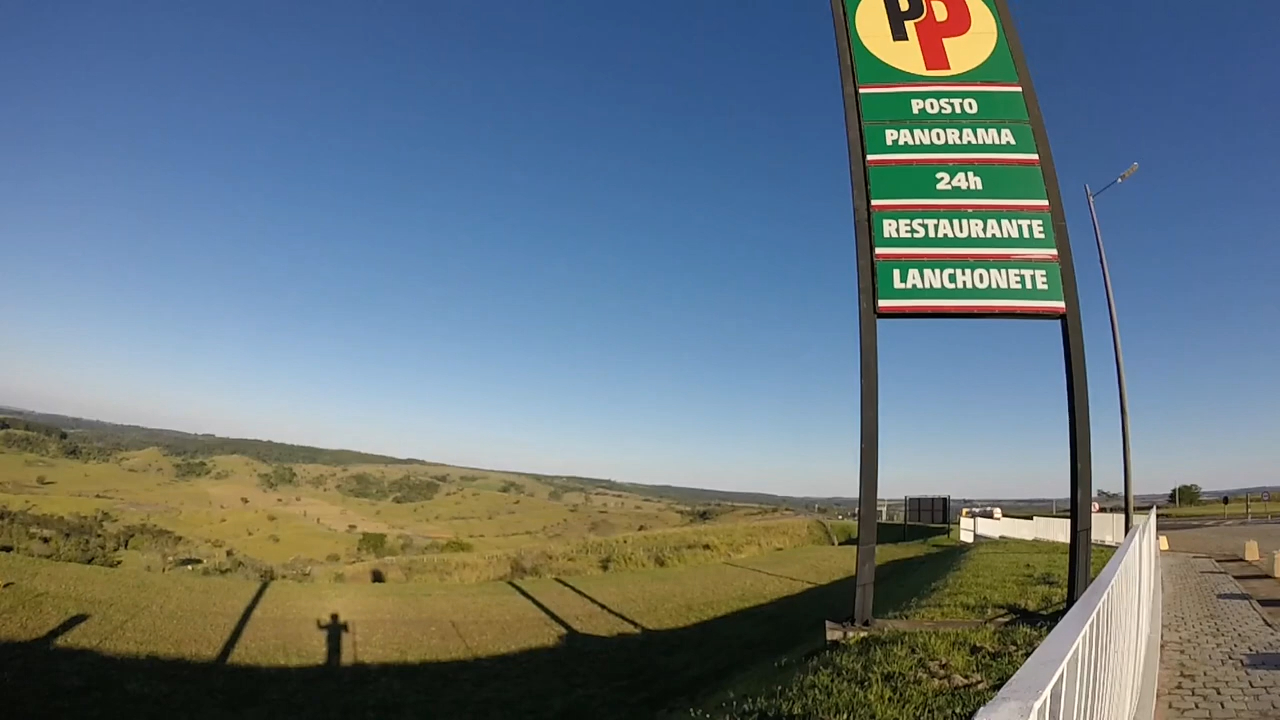 PP
POSTO
PANORAMA
24h
RESTAURANTE
LANCHONETE